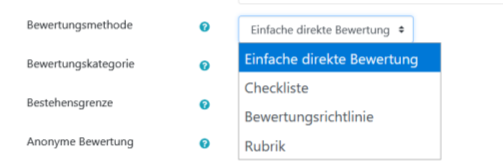 Bewertungsmethode
Einfache direkte Bewertung
Einfache direkte Bewertung
Bewertungskategorie
Checkliste
Bestehensgrenze
Bewertungsrichtlinie
Anonyme Bewertung
Rubrik